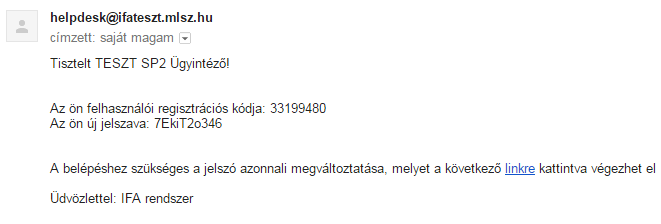 helpdesk@ifateszt.mlsz.hu
címzett: saját magam
Tisztelt TESZT SP2 Ügyintéző!
Az ön felhasználói regisztrációs kódja: 33199480
Az ön új jelszava: 7EkiT2o346
A belépéshez szükséges a jelszó azonnali megváltoztatása, melyet a következő linkre kattintva végezhet el
Üdvözlettel: IFA rendszer